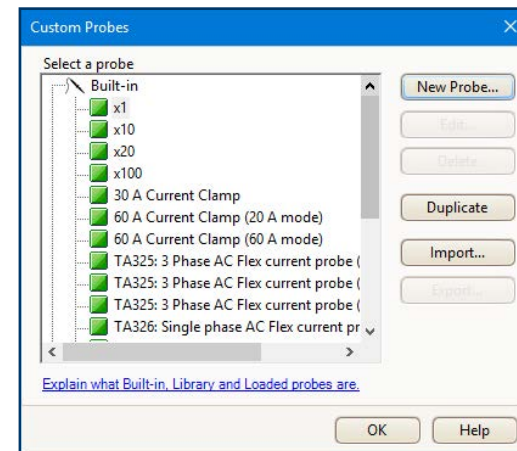 Custom Probes
Select a probe
Built-in
x1
x10
x20
x100
30 A Current Clamp
60 A Current Clamp (20 A mode)
60 A Current Clamp (60 A mode)
TA325: 3 Phase AC Flex current probe (
TA325: 3 Phase AC Flex current probe (
TA325: 3 Phase AC Flex current probe (
TA326: Single phase AC Flex current pr
New Probe...
Edit...
Delete
Duplicate
Import...
Export...
Explain what Built-in, Library and Loaded probes are.
OK
Help